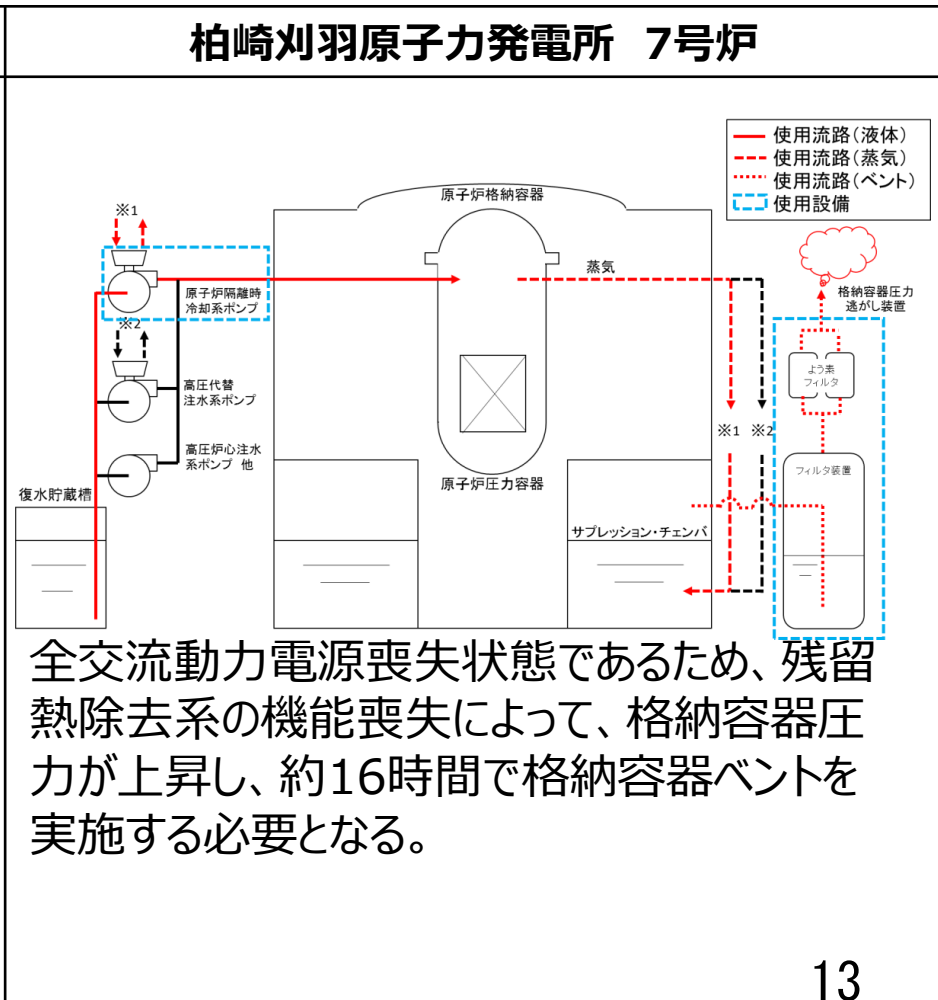 柏崎刈羽原子力発電所 7号炉
使用流路(液体)
使用流路(蒸気)
使用流路(ベント)
使用設備
原子炉格納容器
※1
蒸気
格納容器圧力
逃がし装置
原子炉隔離時
冷却系ポンプ
※2
よう素
フィルタ
高圧代替
注水系ポンプ
※1 ※2
高圧炉心注水
系ポンプ 他
フィルタ装置
原子炉圧力容器
復水貯蔵槽
サプレッション・チェンバ
全交流動力電源喪失状態であるため、残留
熱除去系の機能喪失によって、格納容器圧
力が上昇し、約16時間で格納容器ベントを
実施する必要となる。
13